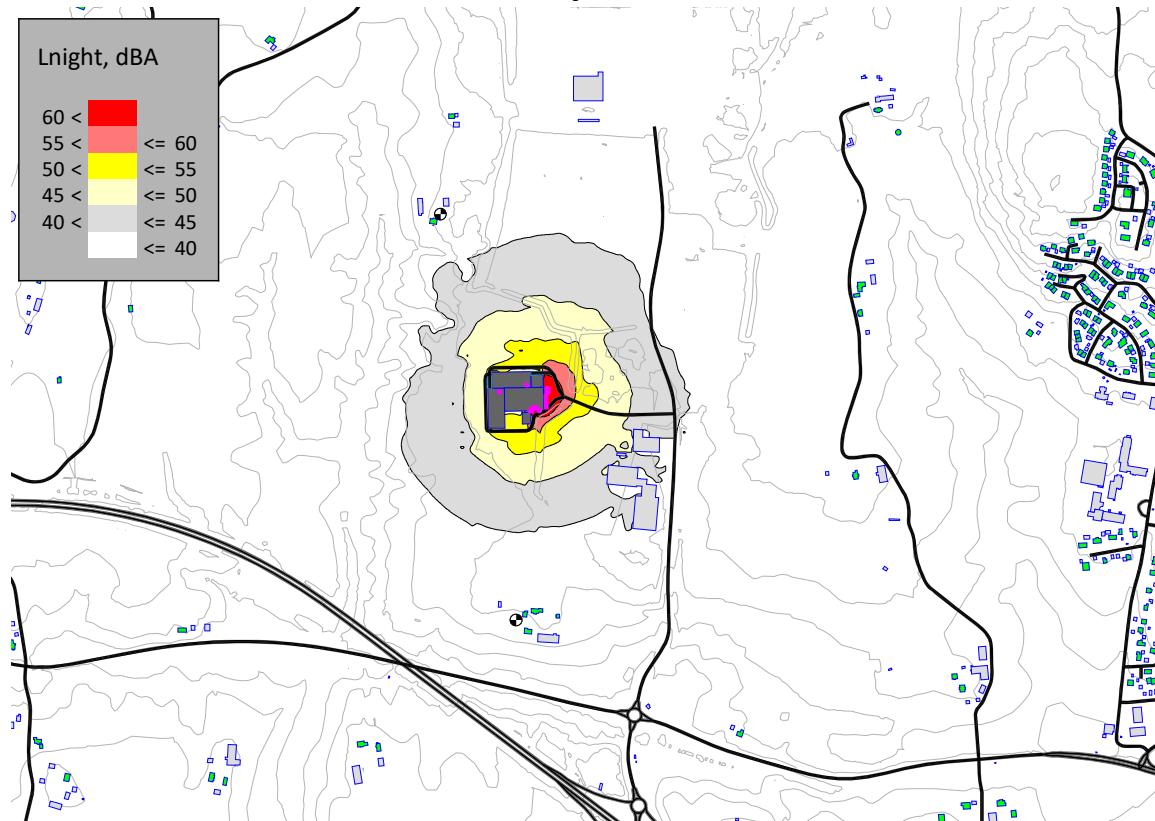 Lnight, dBA
60 <
55 < <= 60
50 < <= 55
45 < <= 50
40 < <= 45
<= 40